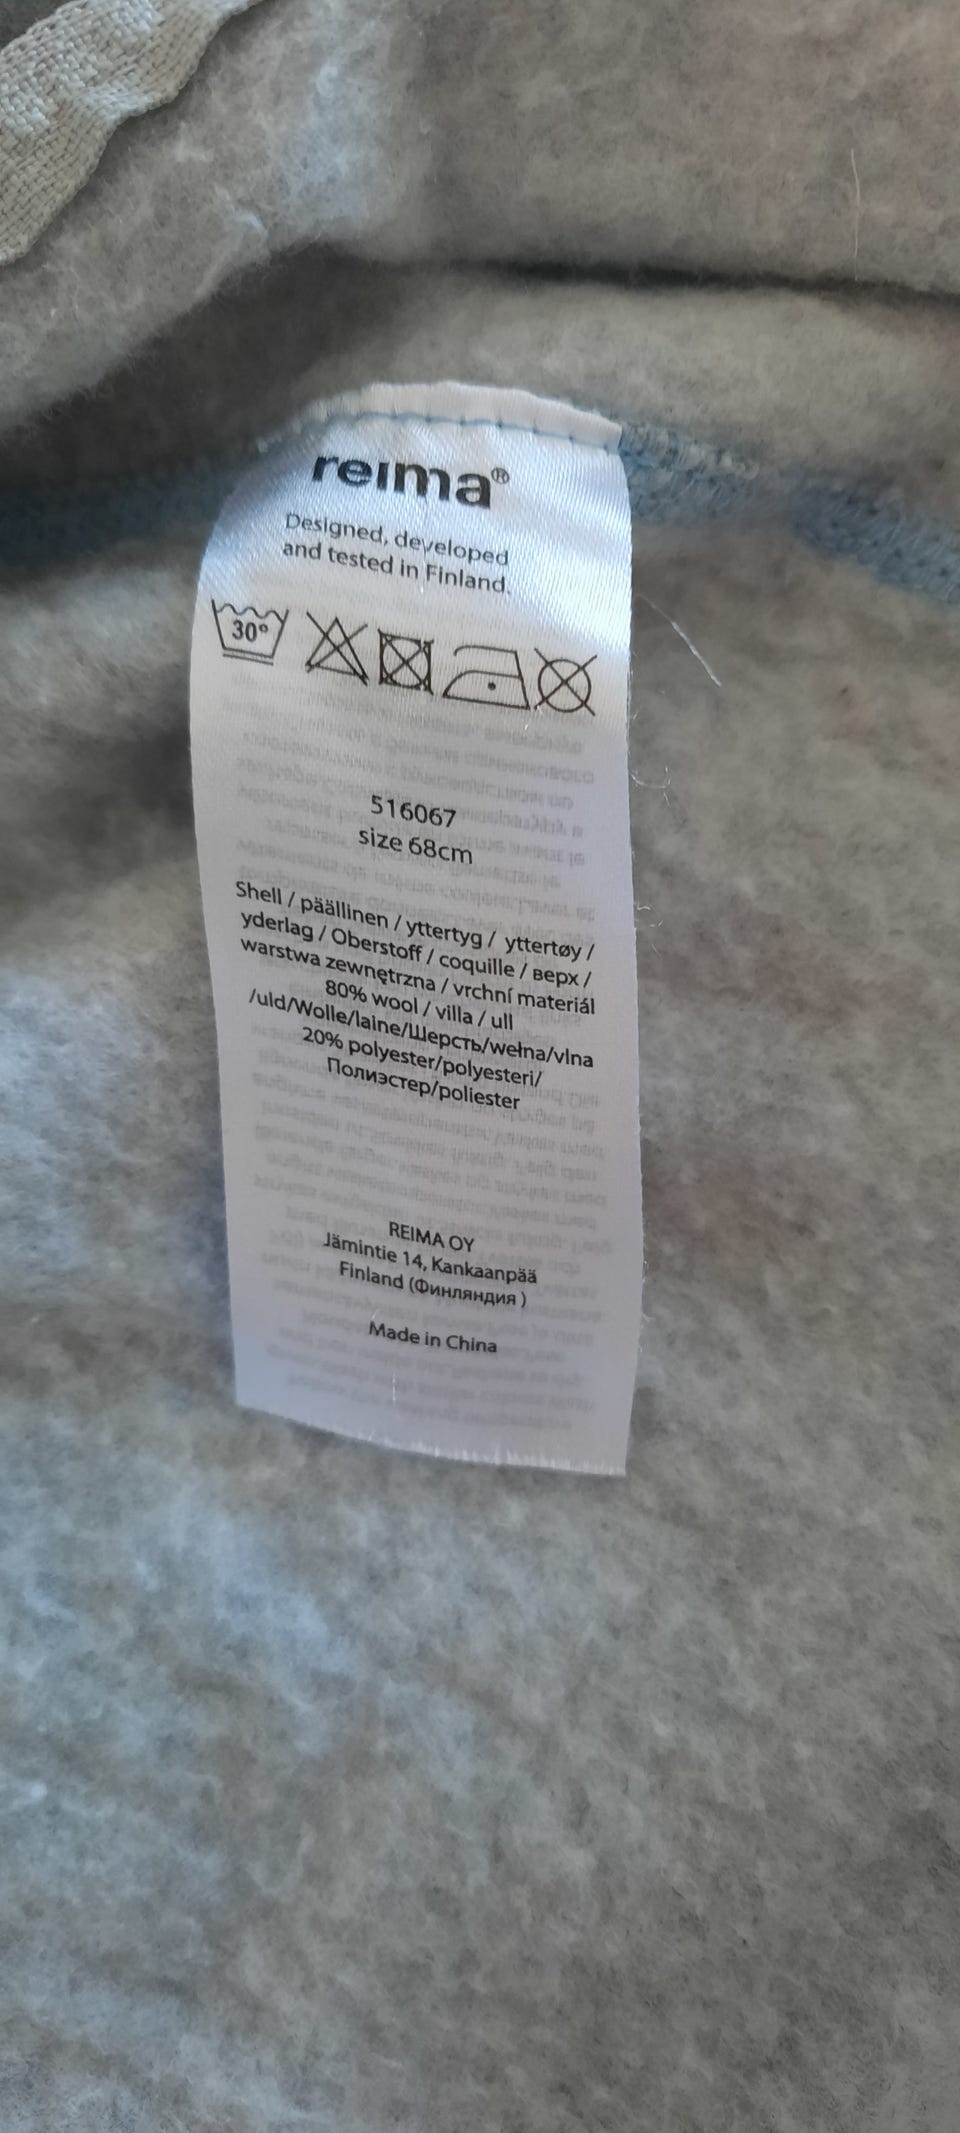 reima®
Designed, developed
and tested in Finland.
30°
516067
size 68cm
Shell / päällinen / yttertyg / yttertøy /
yderlag / Oberstoff / coquille / верх /
warstwa zewnętrzna / vrchní materiál
80% wool / villa / ull
/uld/Wolle/laine/Шерсть/wełna/vlna
20% polyester/polyesteri/
Полиэстер/poliester
REIMA OY
Jämintie 14, Kankaanpää
Finland (Финляндия )
Made in China